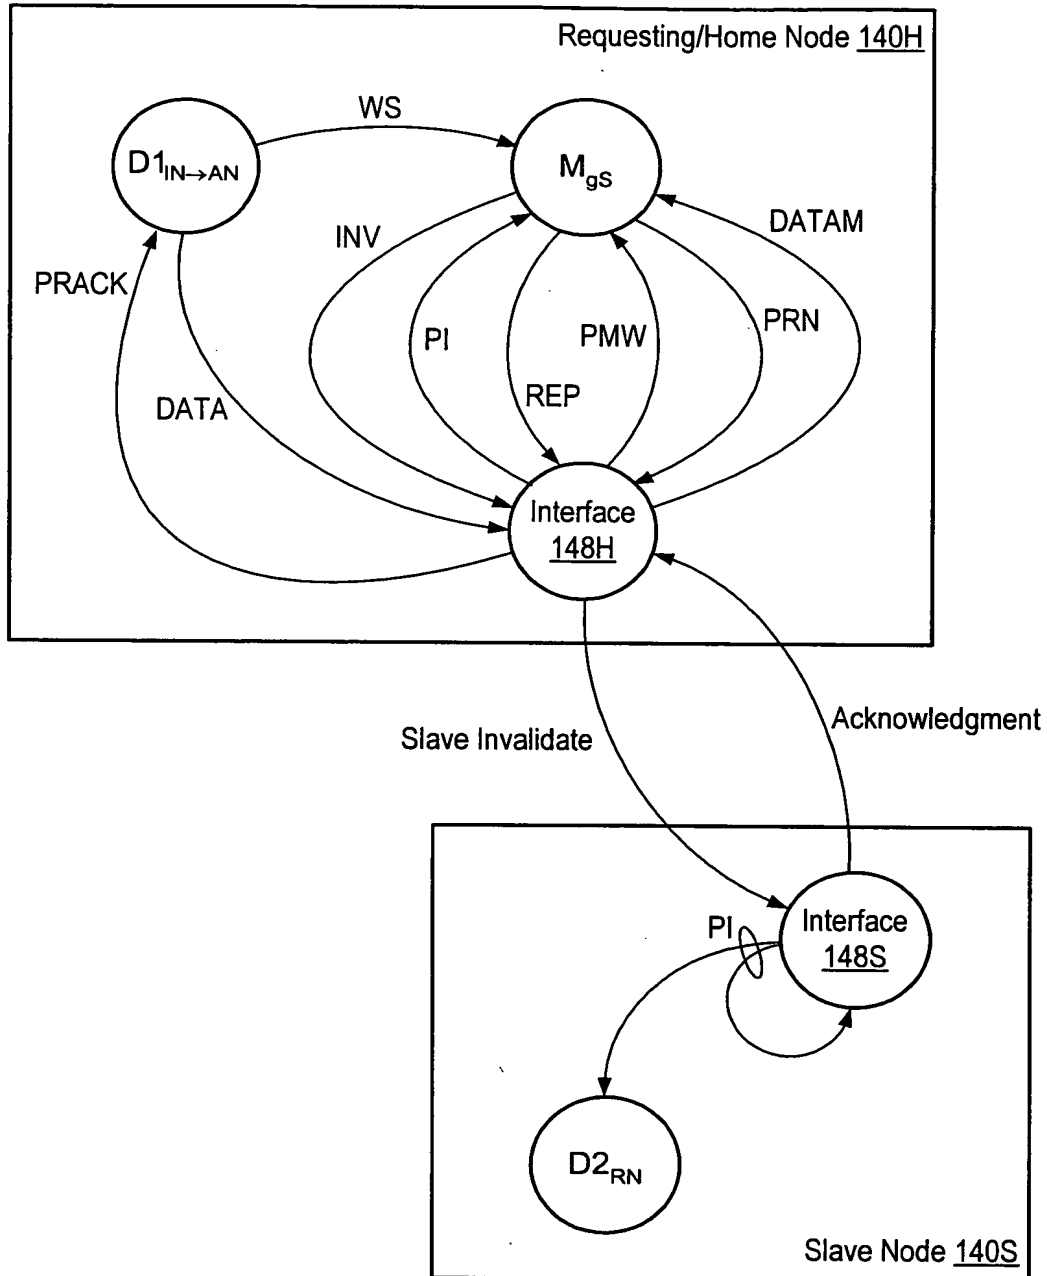 Requesting/Home Node 140H
WS
D1IN→AN
MgS
INV
DATAM
PRACK
PI
PMW
PRN
REP
DATA
Interface
148H
Slave Invalidate
Acknowledgment
PI
Interface
148S
D2RN
Slave Node 140S